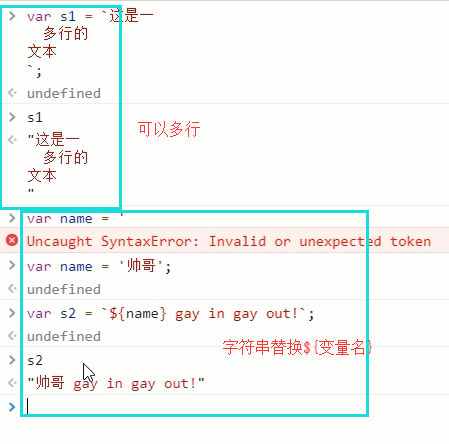 > var s1 = `这是一
多行的
文本
`;
undefined
> s1
"这是一
多行的
文本
"
可以多行
> var name = '
Uncaught SyntaxError: Invalid or unexpected token
> var name = '帅哥';
undefined
> var s2 = `${name} gay in gay out!`;
undefined
字符串替换${变量名}
> s2
"帅哥 gay in gay out!"
>